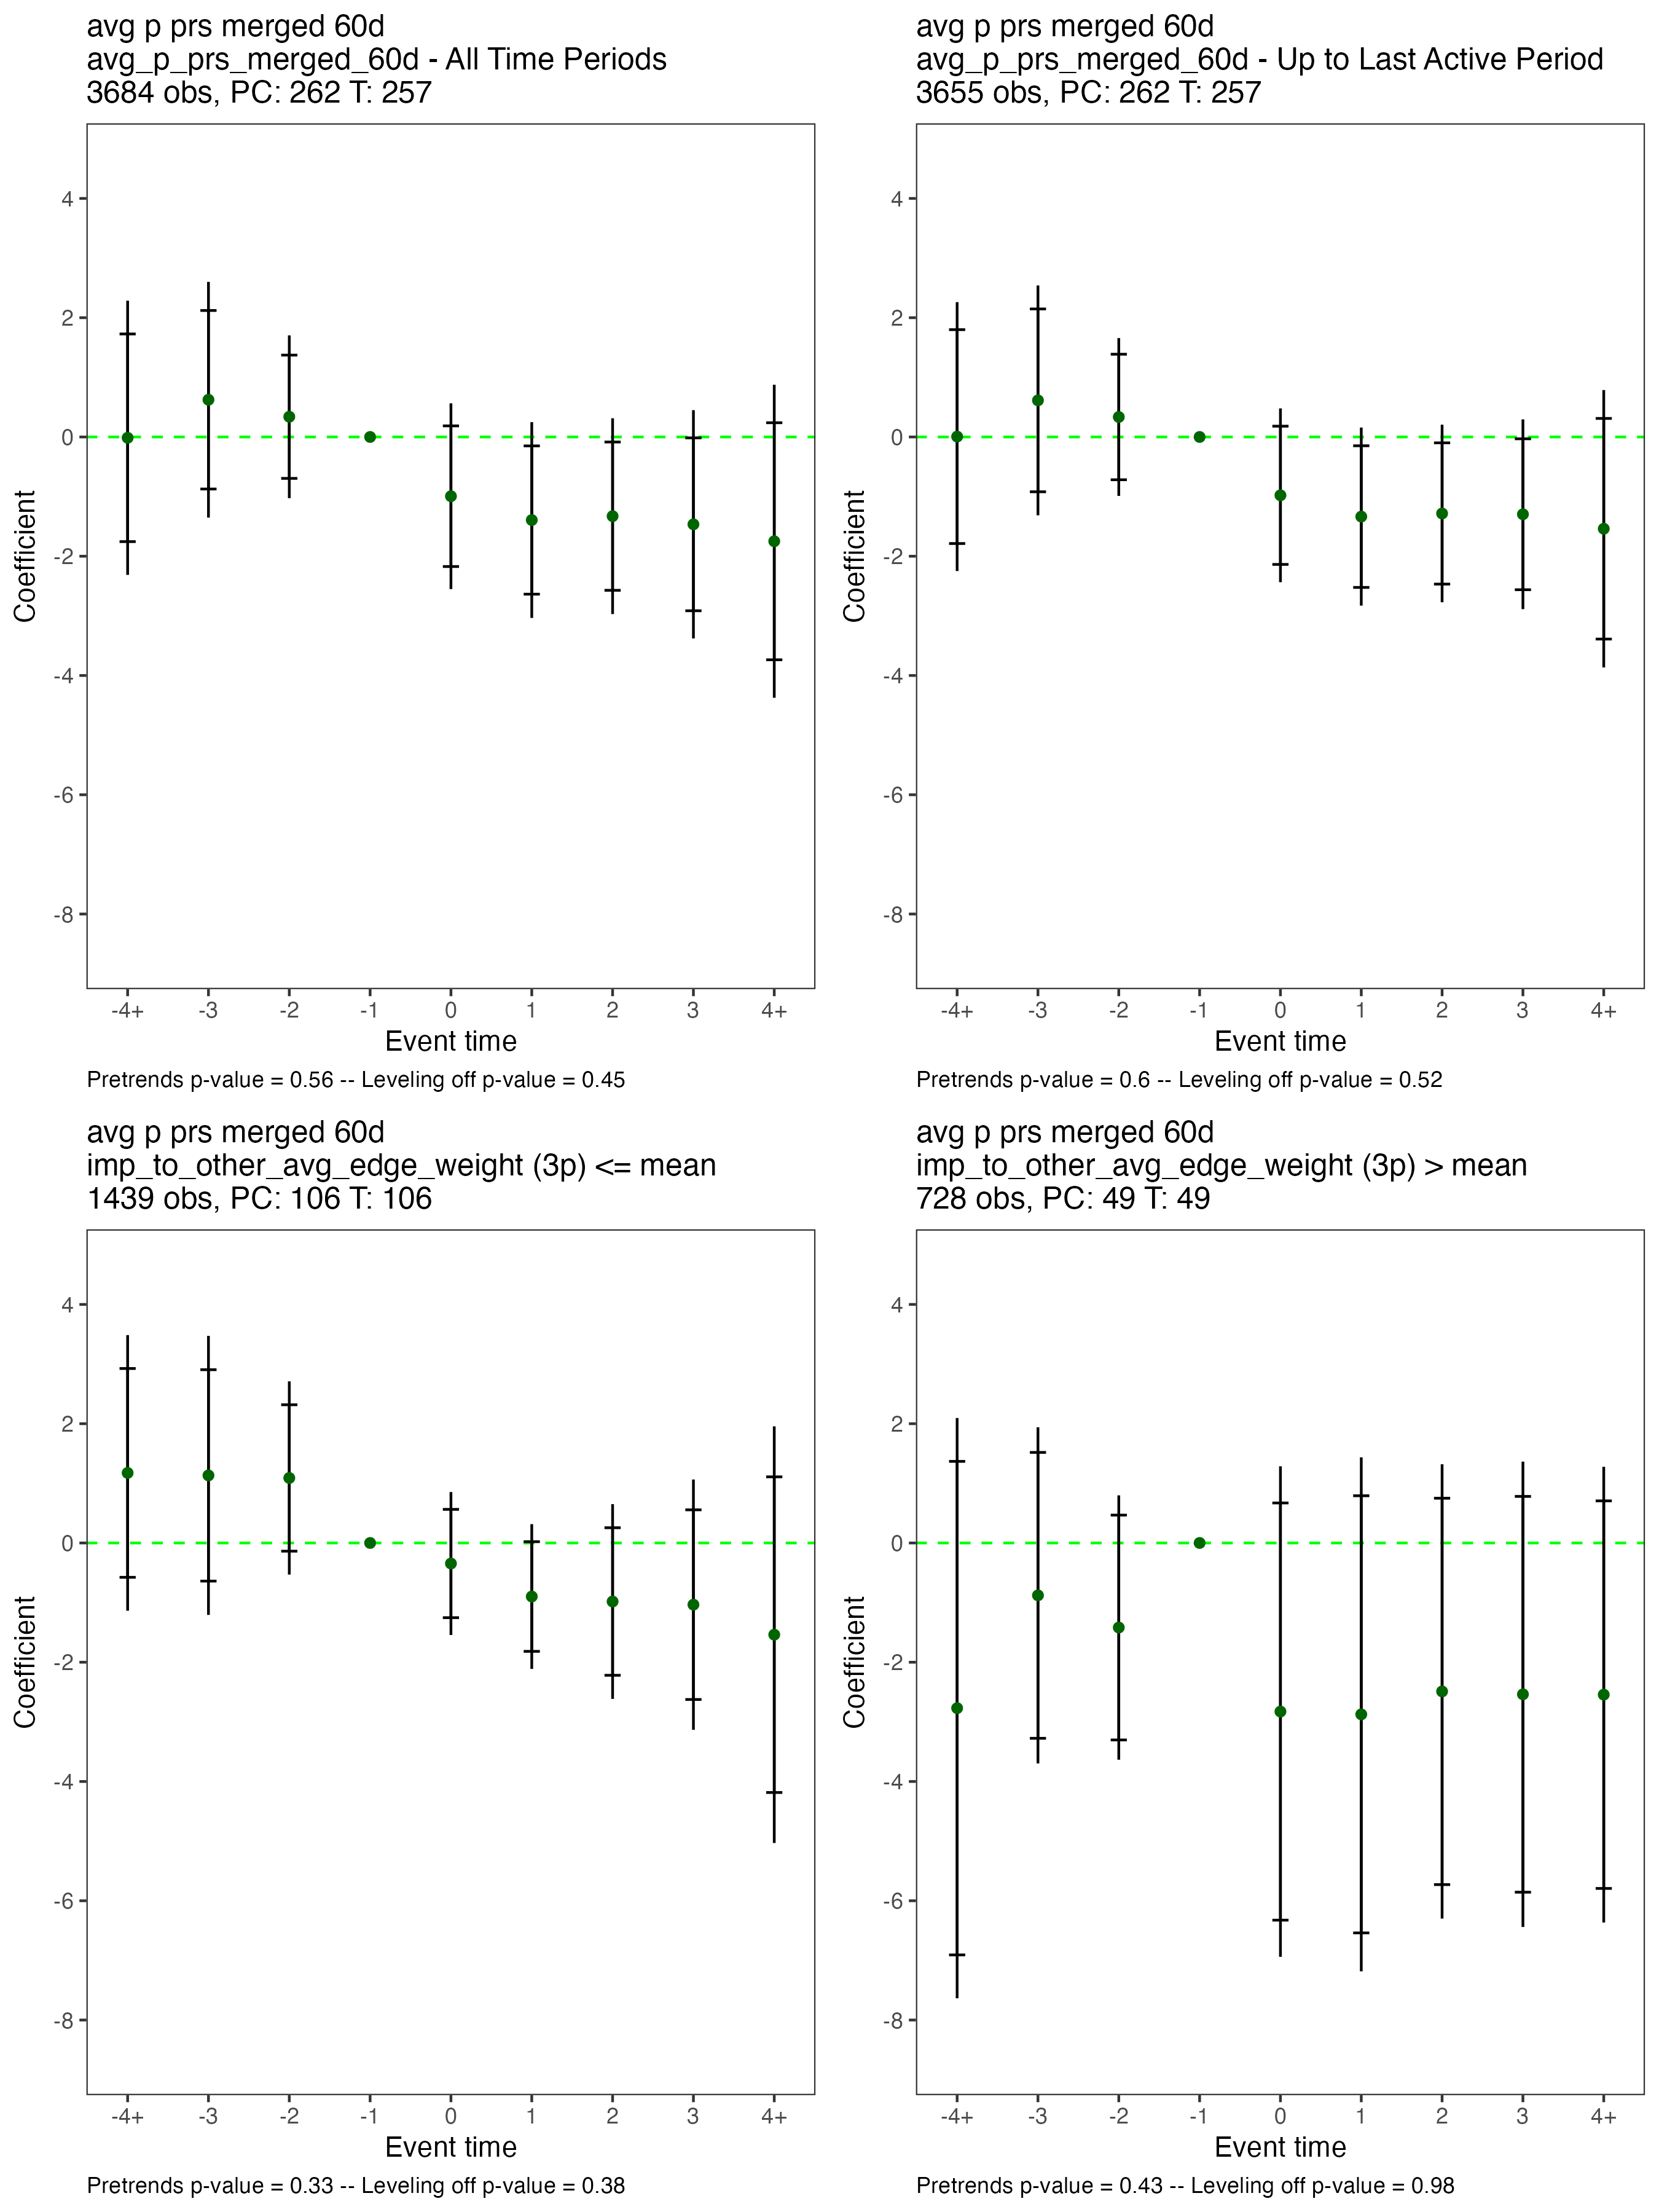 avg p prs merged 60d
avg_p_prs_merged_60d - All Time Periods
3684 obs, PC: 262 T: 257
4
2
0
-2
-4
-6
-8
Coefficient
-4+ -3 -2 -1 0 1 2 3 4+
Event time
Pretrends p-value = 0.56 -- Leveling off p-value = 0.45
avg p prs merged 60d
avg_p_prs_merged_60d - Up to Last Active Period
3655 obs, PC: 262 T: 257
4
2
0
-2
-4
-6
-8
Coefficient
-4+ -3 -2 -1 0 1 2 3 4+
Event time
Pretrends p-value = 0.6 -- Leveling off p-value = 0.52
avg p prs merged 60d
imp_to_other_avg_edge_weight (3p) <= mean
1439 obs, PC: 106 T: 106
4
2
0
-2
-4
-6
-8
Coefficient
-4+ -3 -2 -1 0 1 2 3 4+
Event time
Pretrends p-value = 0.33 -- Leveling off p-value = 0.38
avg p prs merged 60d
imp_to_other_avg_edge_weight (3p) > mean
728 obs, PC: 49 T: 49
4
2
0
-2
-4
-6
-8
Coefficient
-4+ -3 -2 -1 0 1 2 3 4+
Event time
Pretrends p-value = 0.43 -- Leveling off p-value = 0.98